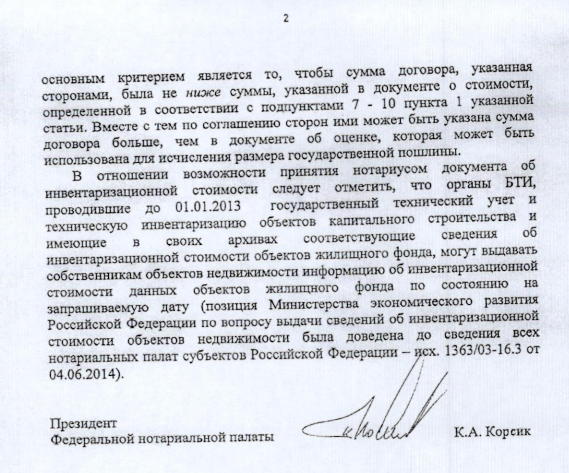 2
основным критерием является то, чтобы сумма договора, указанная
сторонами, была не ниже суммы, указанной в документе о стоимости,
определенной в соответствии с подпунктами 7 - 10 пункта 1 указанной
статьи. Вместе с тем по соглашению сторон ими может быть указана сумма
договора больше, чем в документе об оценке, которая может быть
использована для исчисления размера государственной пошлины.
В отношении возможности принятия нотариусом документа об
инвентаризационной стоимости следует отметить, что органы БТИ,
проводившие до 01.01.2013 государственный технический учет и
техническую инвентаризацию объектов капитального строительства и
имеющие в своих архивах соответствующие сведения об
инвентаризационной стоимости объектов жилищного фонда, могут выдавать
собственникам объектов недвижимости информацию об инвентаризационной
стоимости данных объектов жилищного фонда по состоянию на
запрашиваемую дату (позиция Министерства экономического развития
Российской Федерации по вопросу выдачи сведений об инвентаризационной
стоимости объектов недвижимости была доведена до сведения всех
нотариальных палат субъектов Российской Федерации – исх. 1363/03-16.3 от
04.06.2014).
Президент
Федеральной нотариальной палаты К.А. Корсик